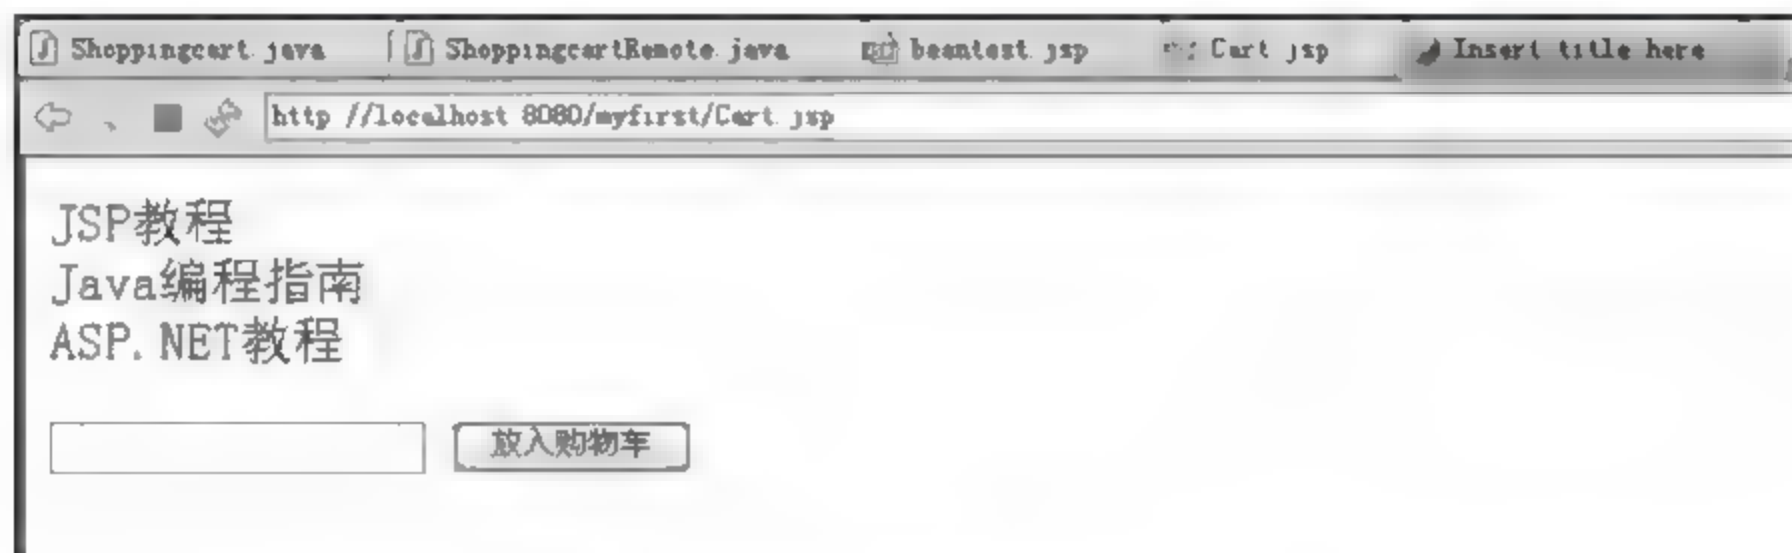 Shoppingcart.java ShoppingcartRemote.java beantest.jsp Cart.jsp Insert title here
http://localhost:8080/myfirst/Cart.jsp
JSP教程
Java编程指南
ASP.NET教程
放入购物车